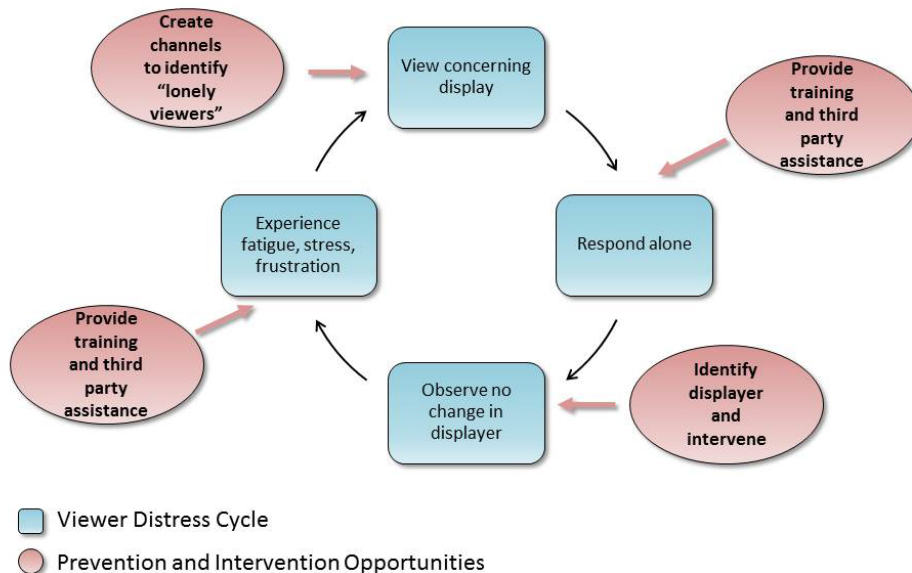 Create
channels
to identify
“lonely
viewers”
View concerning
display
Provide
training
and third
party
assistance
Experience
fatigue, stress,
frustration
Respond alone
Provide
training
and third
party
assistance
Observe no
change in
displayer
Identify
displayer
and
intervene
Viewer Distress Cycle
Prevention and Intervention Opportunities